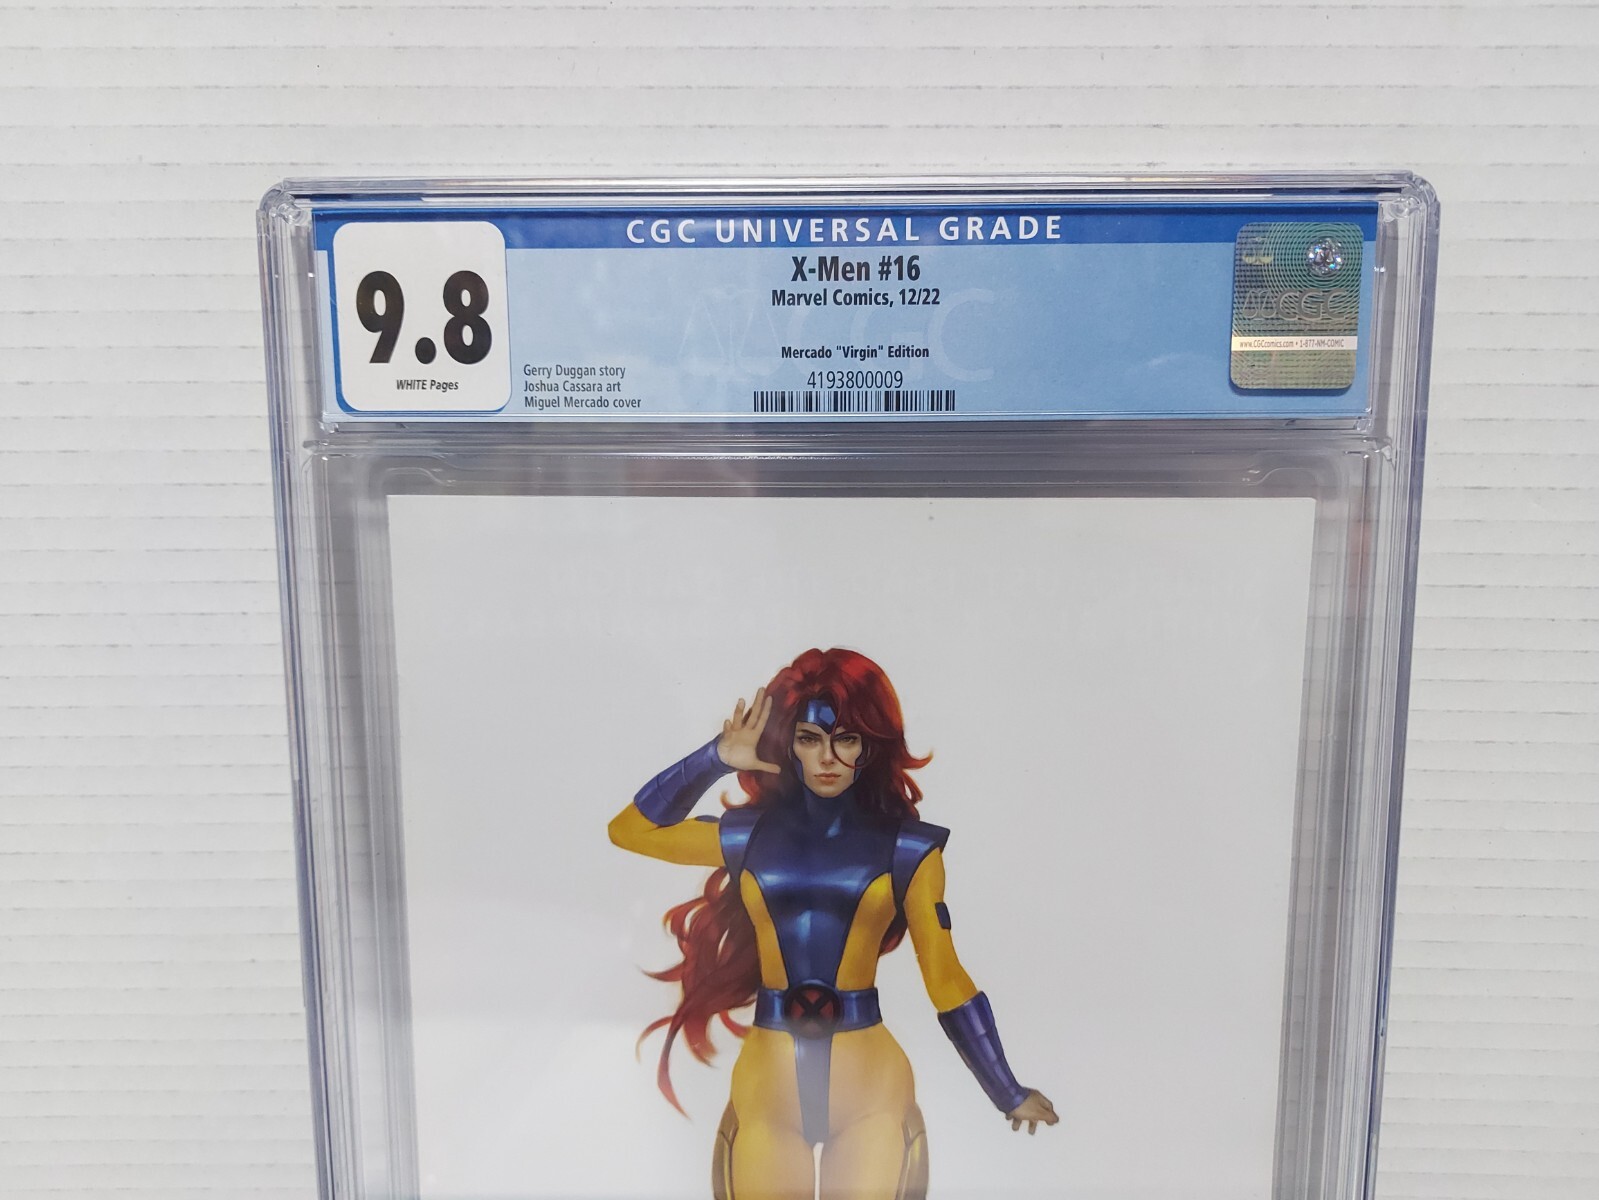 CGC UNIVERSAL GRADE
9.8
WHITE Pages
X-Men #16
Marvel Comics, 12/22
Mercado "Virgin" Edition
4193800009
Gerry Duggan story
Joshua Cassara art
Miguel Mercado cover
CGC
www.CGCcomics.com • 1-877-NM-COMIC
CGC